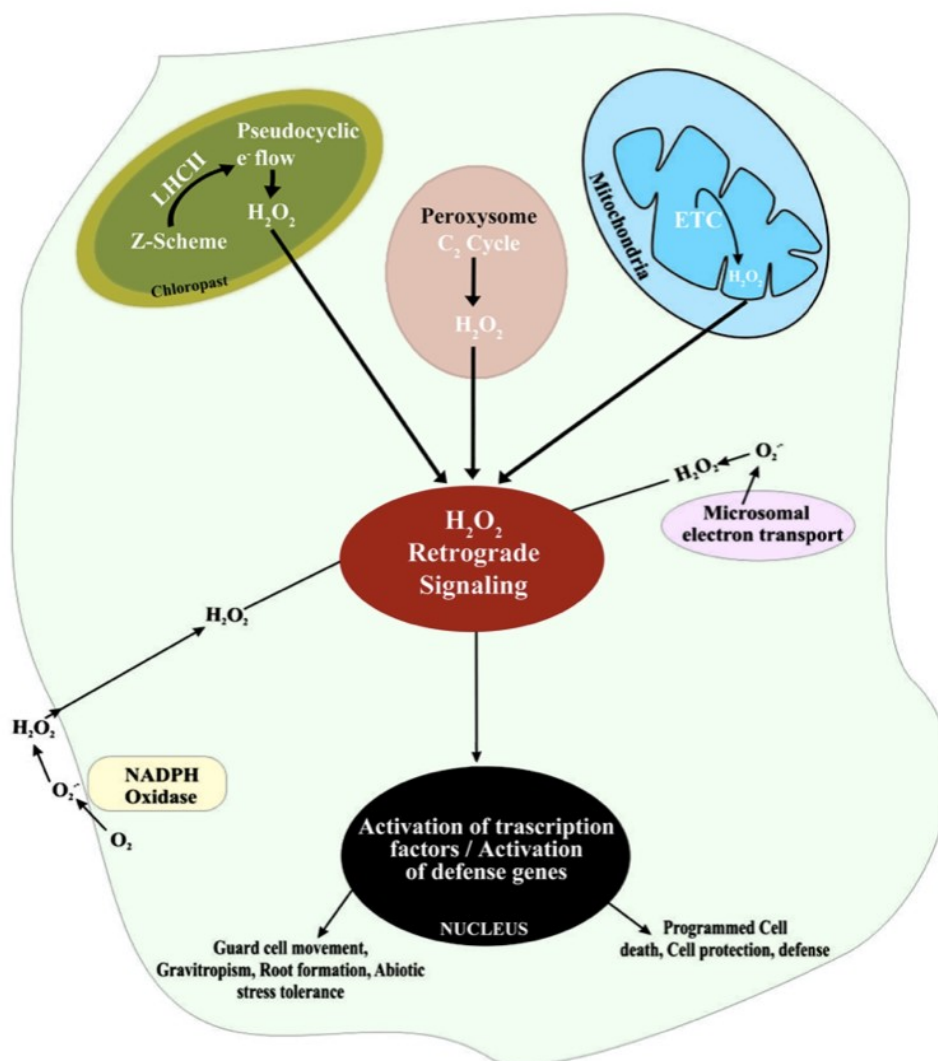 Pseudocyclic
e⁻ flow
LHCII
H₂O₂
Z-Scheme
Chloropast
Peroxysome
C₂ Cycle
H₂O₂
Mitochondria
ETC
H₂O₂
H₂O₂
O₂·⁻
Microsomal
electron transport
H₂O₂
Retrograde
Signaling
H₂O₂
H₂O₂
O₂·⁻
O₂
NADPH
Oxidase
Activation of trascription
factors / Activation
of defense genes
NUCLEUS
Guard cell movement,
Gravitropism, Root formation, Abiotic
stress tolerance
Programmed Cell
death, Cell protection, defense